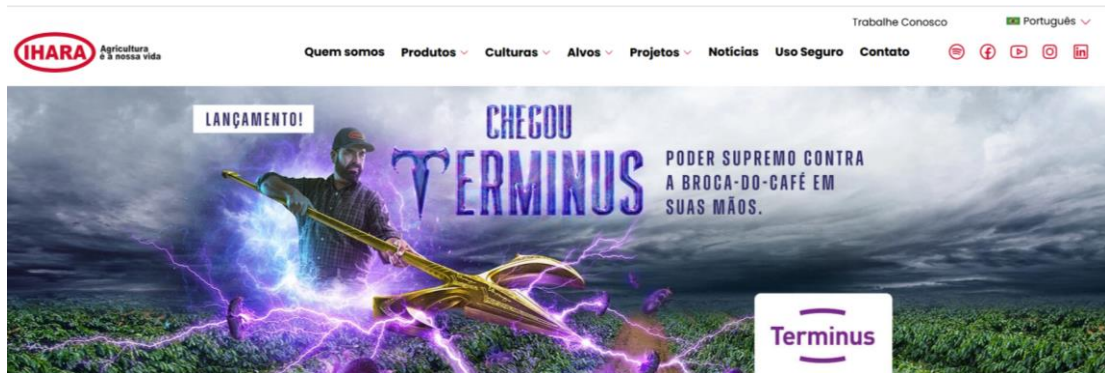 Trabalhe Conosco Português
IHARA Agricultura
é a nossa vida
Quem somos Produtos Culturas Alvos Projetos Notícias Uso Seguro Contato
in
LANÇAMENTO!
CHEGOU
TERMINUS
PODER SUPREMO CONTRA
A BROCA-DO-CAFÉ EM
SUAS MÃOS.
Terminus